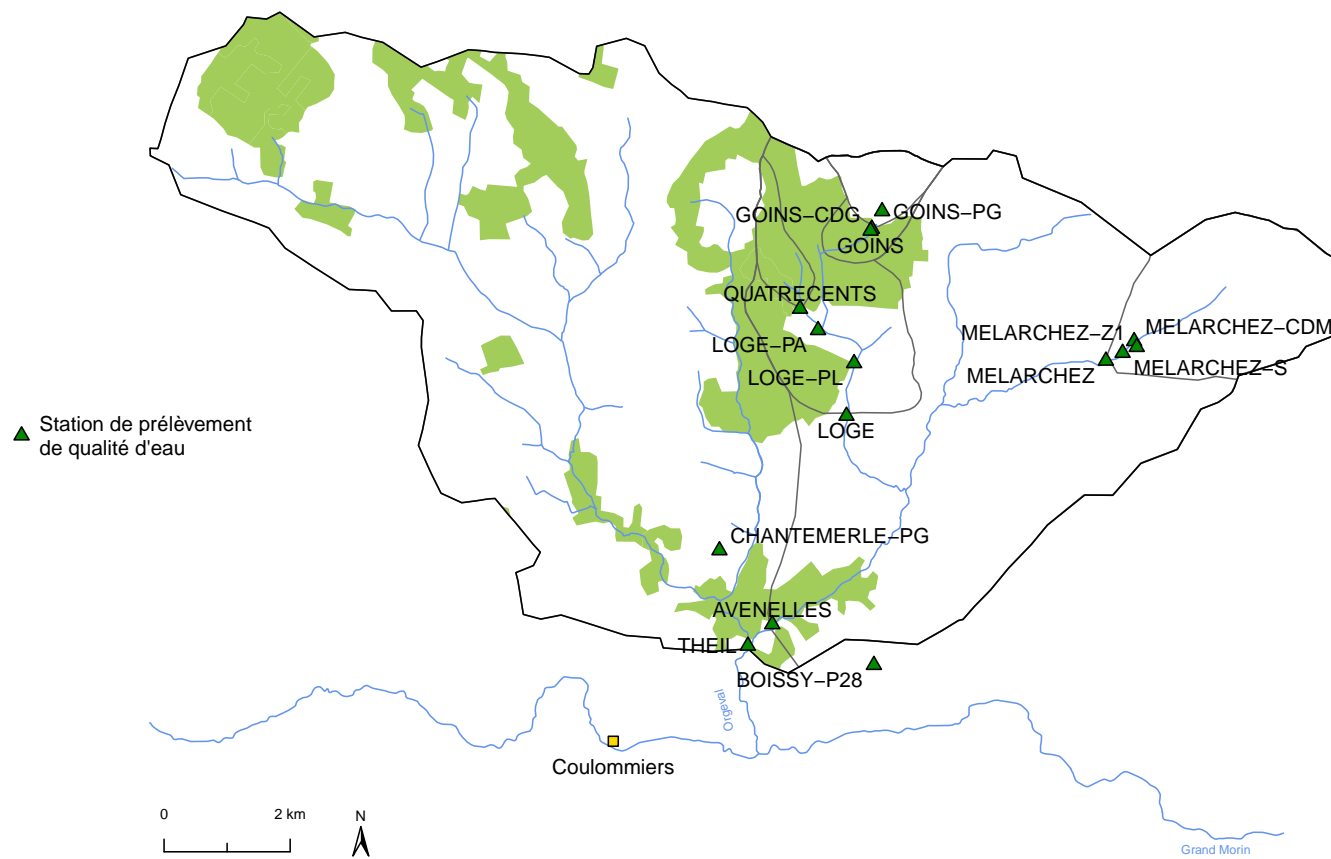 GOINS−CDG
GOINS−PG
GOINS
QUATRECENTS
MELARCHEZ−Z1
MELARCHEZ−CDM
LOGE−PA
MELARCHEZ−S
LOGE−PL
MELARCHEZ
LOGE
Station de prélèvement
de qualité d'eau
CHANTEMERLE−PG
AVENELLES
THEIL
BOISSY−P28
Orgeval
Coulommiers
0
2 km
N
Grand Morin